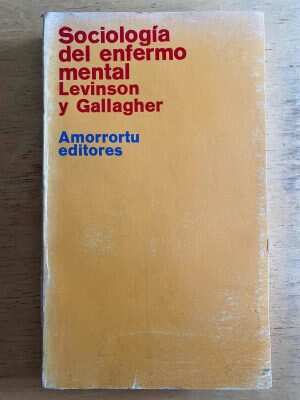 Sociología
del enfermo
mental
Levinson
y Gallagher
Amorrortu
editores